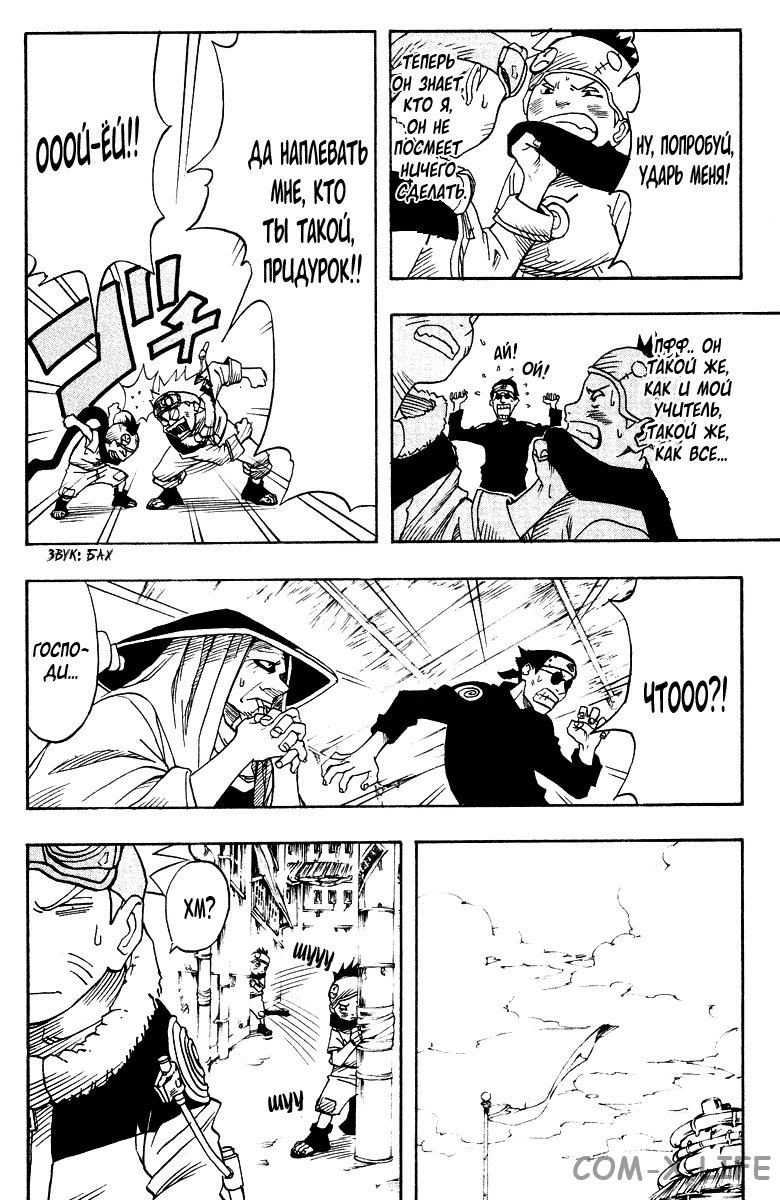 ТЕПЕРЬ
ОН ЗНАЕТ,
КТО Я,
ОН НЕ
ПОСМЕЕТ
НИЧЕГО
СДЕЛАТЬ.
НУ, ПОПРОБУЙ,
УДАРЬ МЕНЯ!
ОООЙ-ЁЙ!!
ДА НАПЛЕВАТЬ
МНЕ, КТО
ТЫ ТАКОЙ,
ПРИДУРОК!!
ゴチ
ЗВУК: БАХ
АЙ!
ОЙ!
ПФФ.. ОН
ТАКОЙ ЖЕ,
КАК И МОЙ
УЧИТЕЛЬ,
ТАКОЙ ЖЕ,
КАК ВСЕ...
ГОСПО-
ДИ...
ЧТООО?!
ХМ?
ШУУУ
ШУУ
COM-X.LIFE